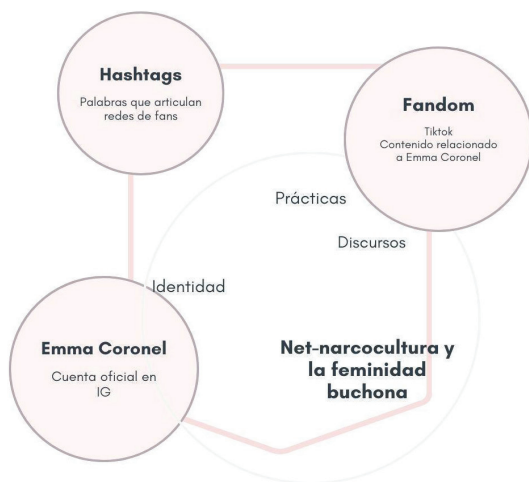 Hashtags
Palabras que articulan
redes de fans
Fandom
Tiktok
Contenido relacionado
a Emma Coronel
Prácticas
Discursos
Identidad
Emma Coronel
Cuenta oficial en
IG
Net-narcocultura y
la feminidad
buchona